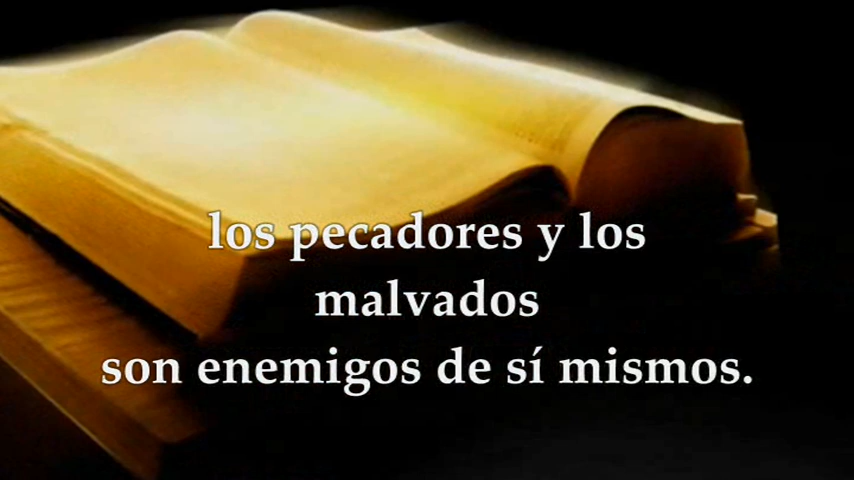 los pecadores y los
malvados
son enemigos de sí mismos.